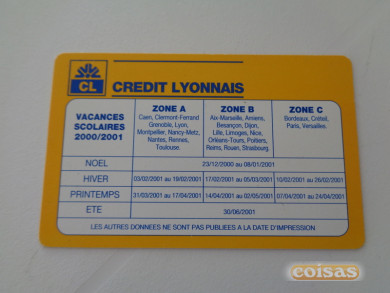 CL
CREDIT LYONNAIS
VACANCES
SCOLAIRES
2000/2001
ZONE A
Caen, Clermont-Ferrand
Grenoble, Lyon,
Montpellier, Nancy-Metz,
Nantes, Rennes,
Toulouse.
ZONE B
Aix-Marseille, Amiens,
Besançon, Dijon,
Lille, Limoges, Nice,
Orléans-Tours, Poitiers,
Reims, Rouen, Strasbourg.
ZONE C
Bordeaux, Créteil,
Paris, Versailles.
NOEL 23/12/2000 au 08/01/2001
HIVER 03/02/2001 au 19/02/2001 17/02/2001 au 05/03/2001 10/02/2001 au 26/02/2001
PRINTEMPS 31/03/2001 au 17/04/2001 14/04/2001 au 02/05/2001 07/04/2001 au 24/04/2001
ETE 30/06/2001
LES AUTRES DONNEES NE SONT PAS PUBLIEES A LA DATE D'IMPRESSION
coisas